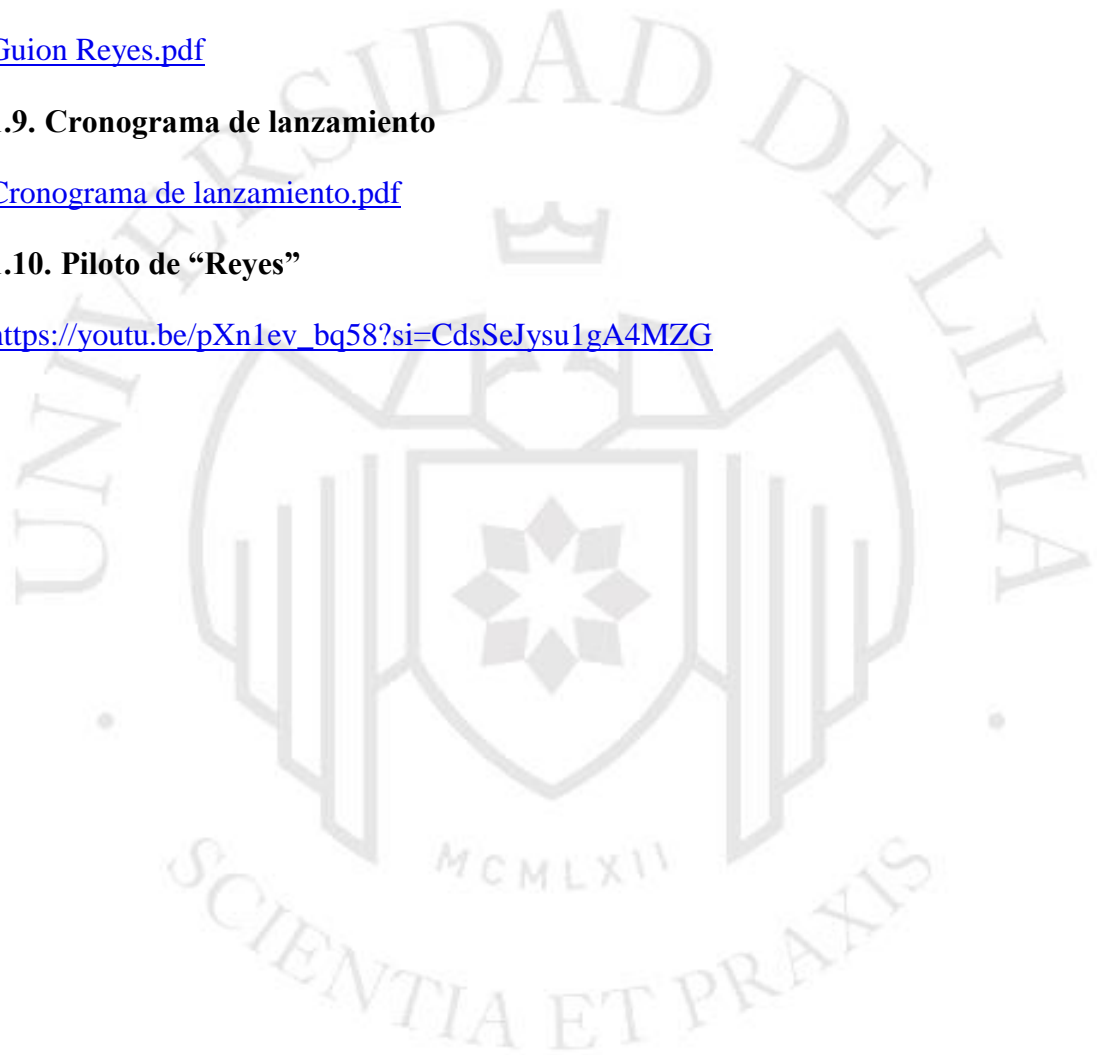 Guion Reyes.pdf
.9. Cronograma de lanzamiento
Cronograma de lanzamiento.pdf
.10. Piloto de “Reyes”
https://youtu.be/pXn1ev_bq58?si=CdsSeJysu1gA4MZG
UNIVERSIDAD DE LIMA
MCMLXII
SCIENTIA ET PRAXIS